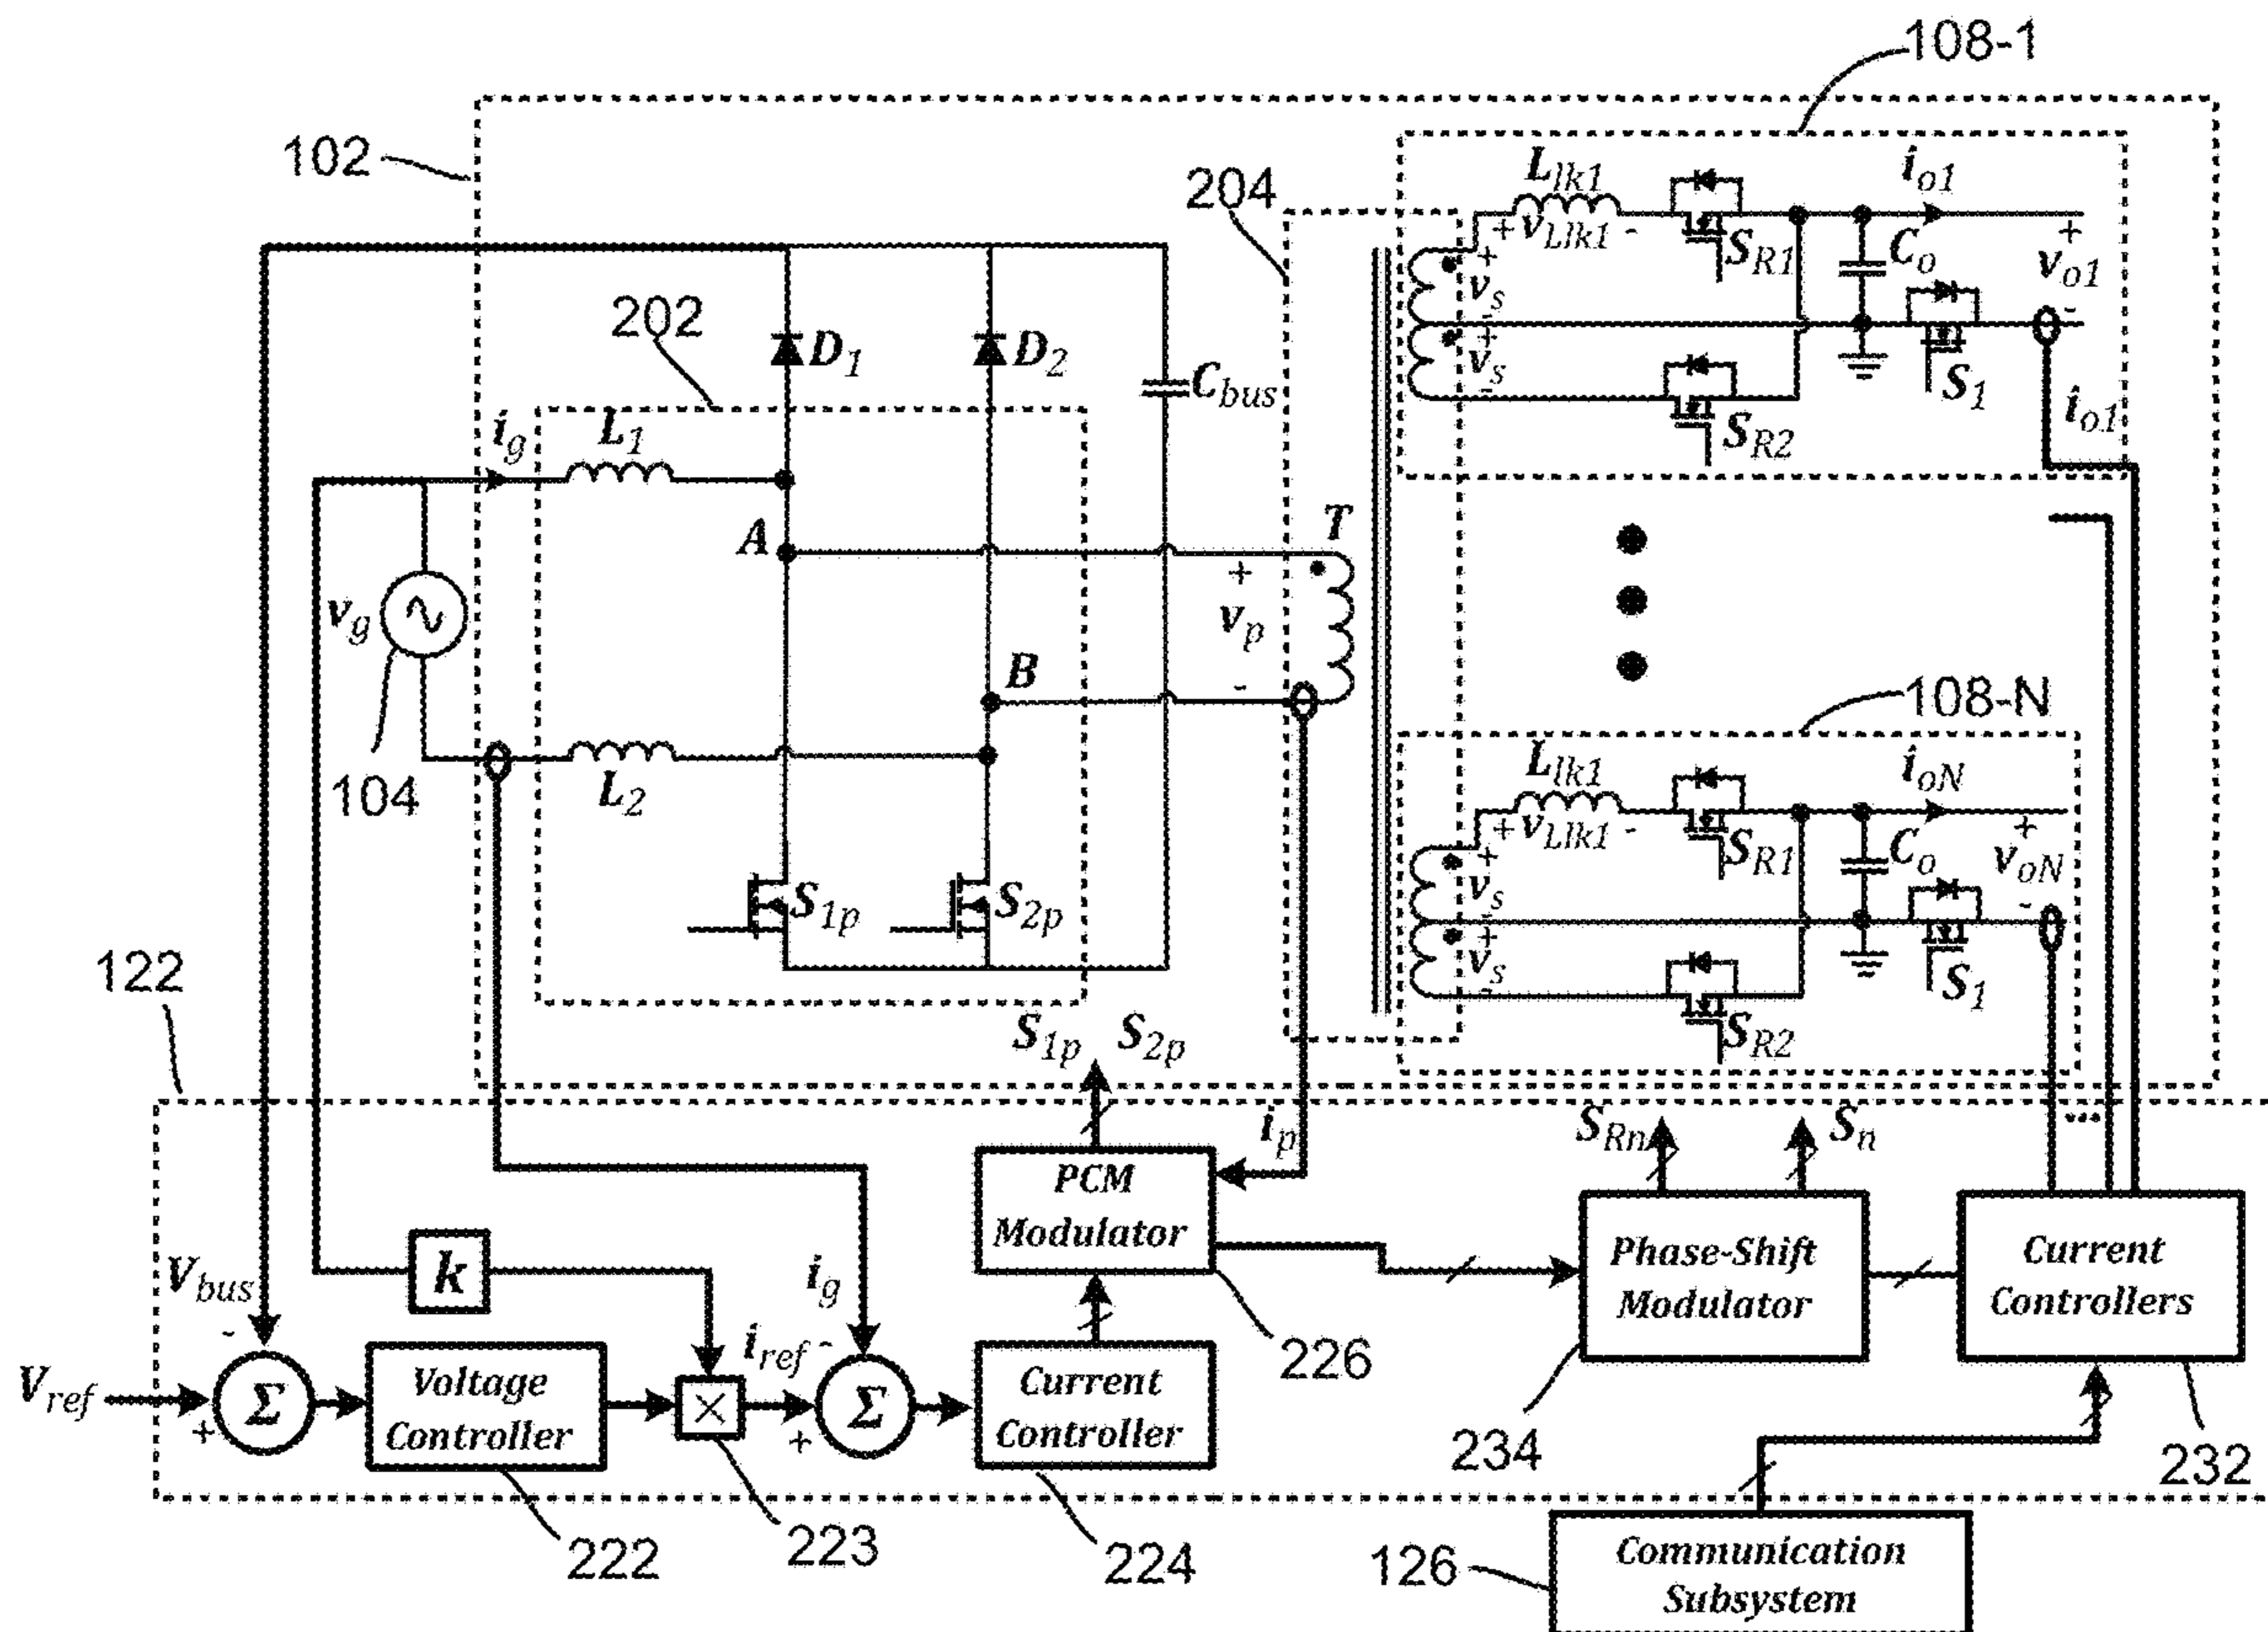 108-1
102
204
L_lk1
i_o1
+ v_Llk1 -
S_R1
C_o
+
v_o1
-
+
v_s
-
+
v_s
-
S_1
S_R2
i_o1
202
D_1
D_2
C_bus
i_g
L_1
A
T
+
v_p
-
v_g
B
104
L_2
108-N
L_lk1
i_oN
+ v_Llk1 -
S_R1
C_o
+
v_oN
-
+
v_s
-
+
v_s
-
S_1
S_R2
S_1p
S_2p
122
S_1p
S_2p
i_p
S_Rn
S_n
...
PCM
Modulator
Phase-Shift
Modulator
Current
Controllers
V_bus
-
k
i_g
-
i_ref
226
V_ref
+
Σ
Voltage
Controller
×
+
Σ
Current
Controller
234
232
222
223
224
126
Communication
Subsystem